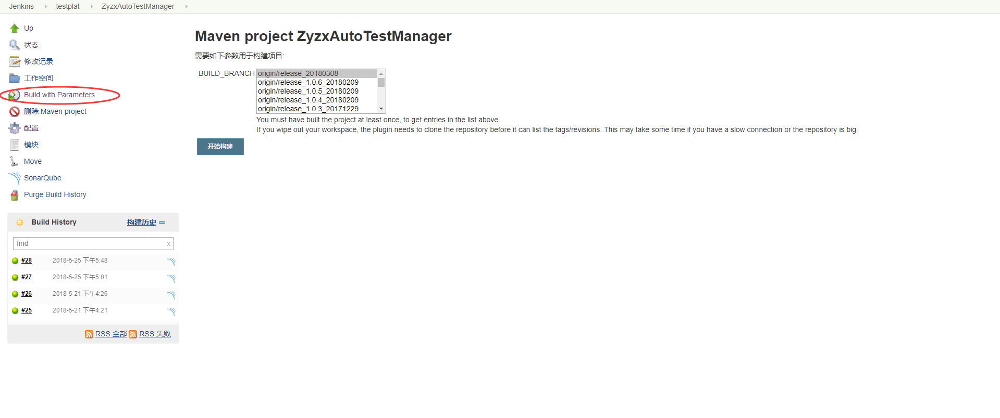 Jenkins testplat ZyzxAutoTestManager
Up
状态
修改记录
工作空间
Build with Parameters
删除 Maven project
配置
模块
Move
SonarQube
Purge Build History
Build History 构建历史
find x
#28 2018-5-25 下午5:48
#27 2018-5-25 下午5:01
#26 2018-5-21 下午4:26
#25 2018-5-21 下午4:21
RSS 全部 RSS 失败
Maven project ZyzxAutoTestManager
需要如下参数用于构建项目:
BUILD_BRANCH origin/release_20180308
origin/release_1.0.6_20180209
origin/release_1.0.5_20180209
origin/release_1.0.4_20180209
origin/release_1.0.3_20171229
You must have built the project at least once, to get entries in the list above.
If you wipe out your workspace, the plugin needs to clone the repository before it can list the tags/revisions. This may take some time if you have a slow connection or the repository is big.
开始构建